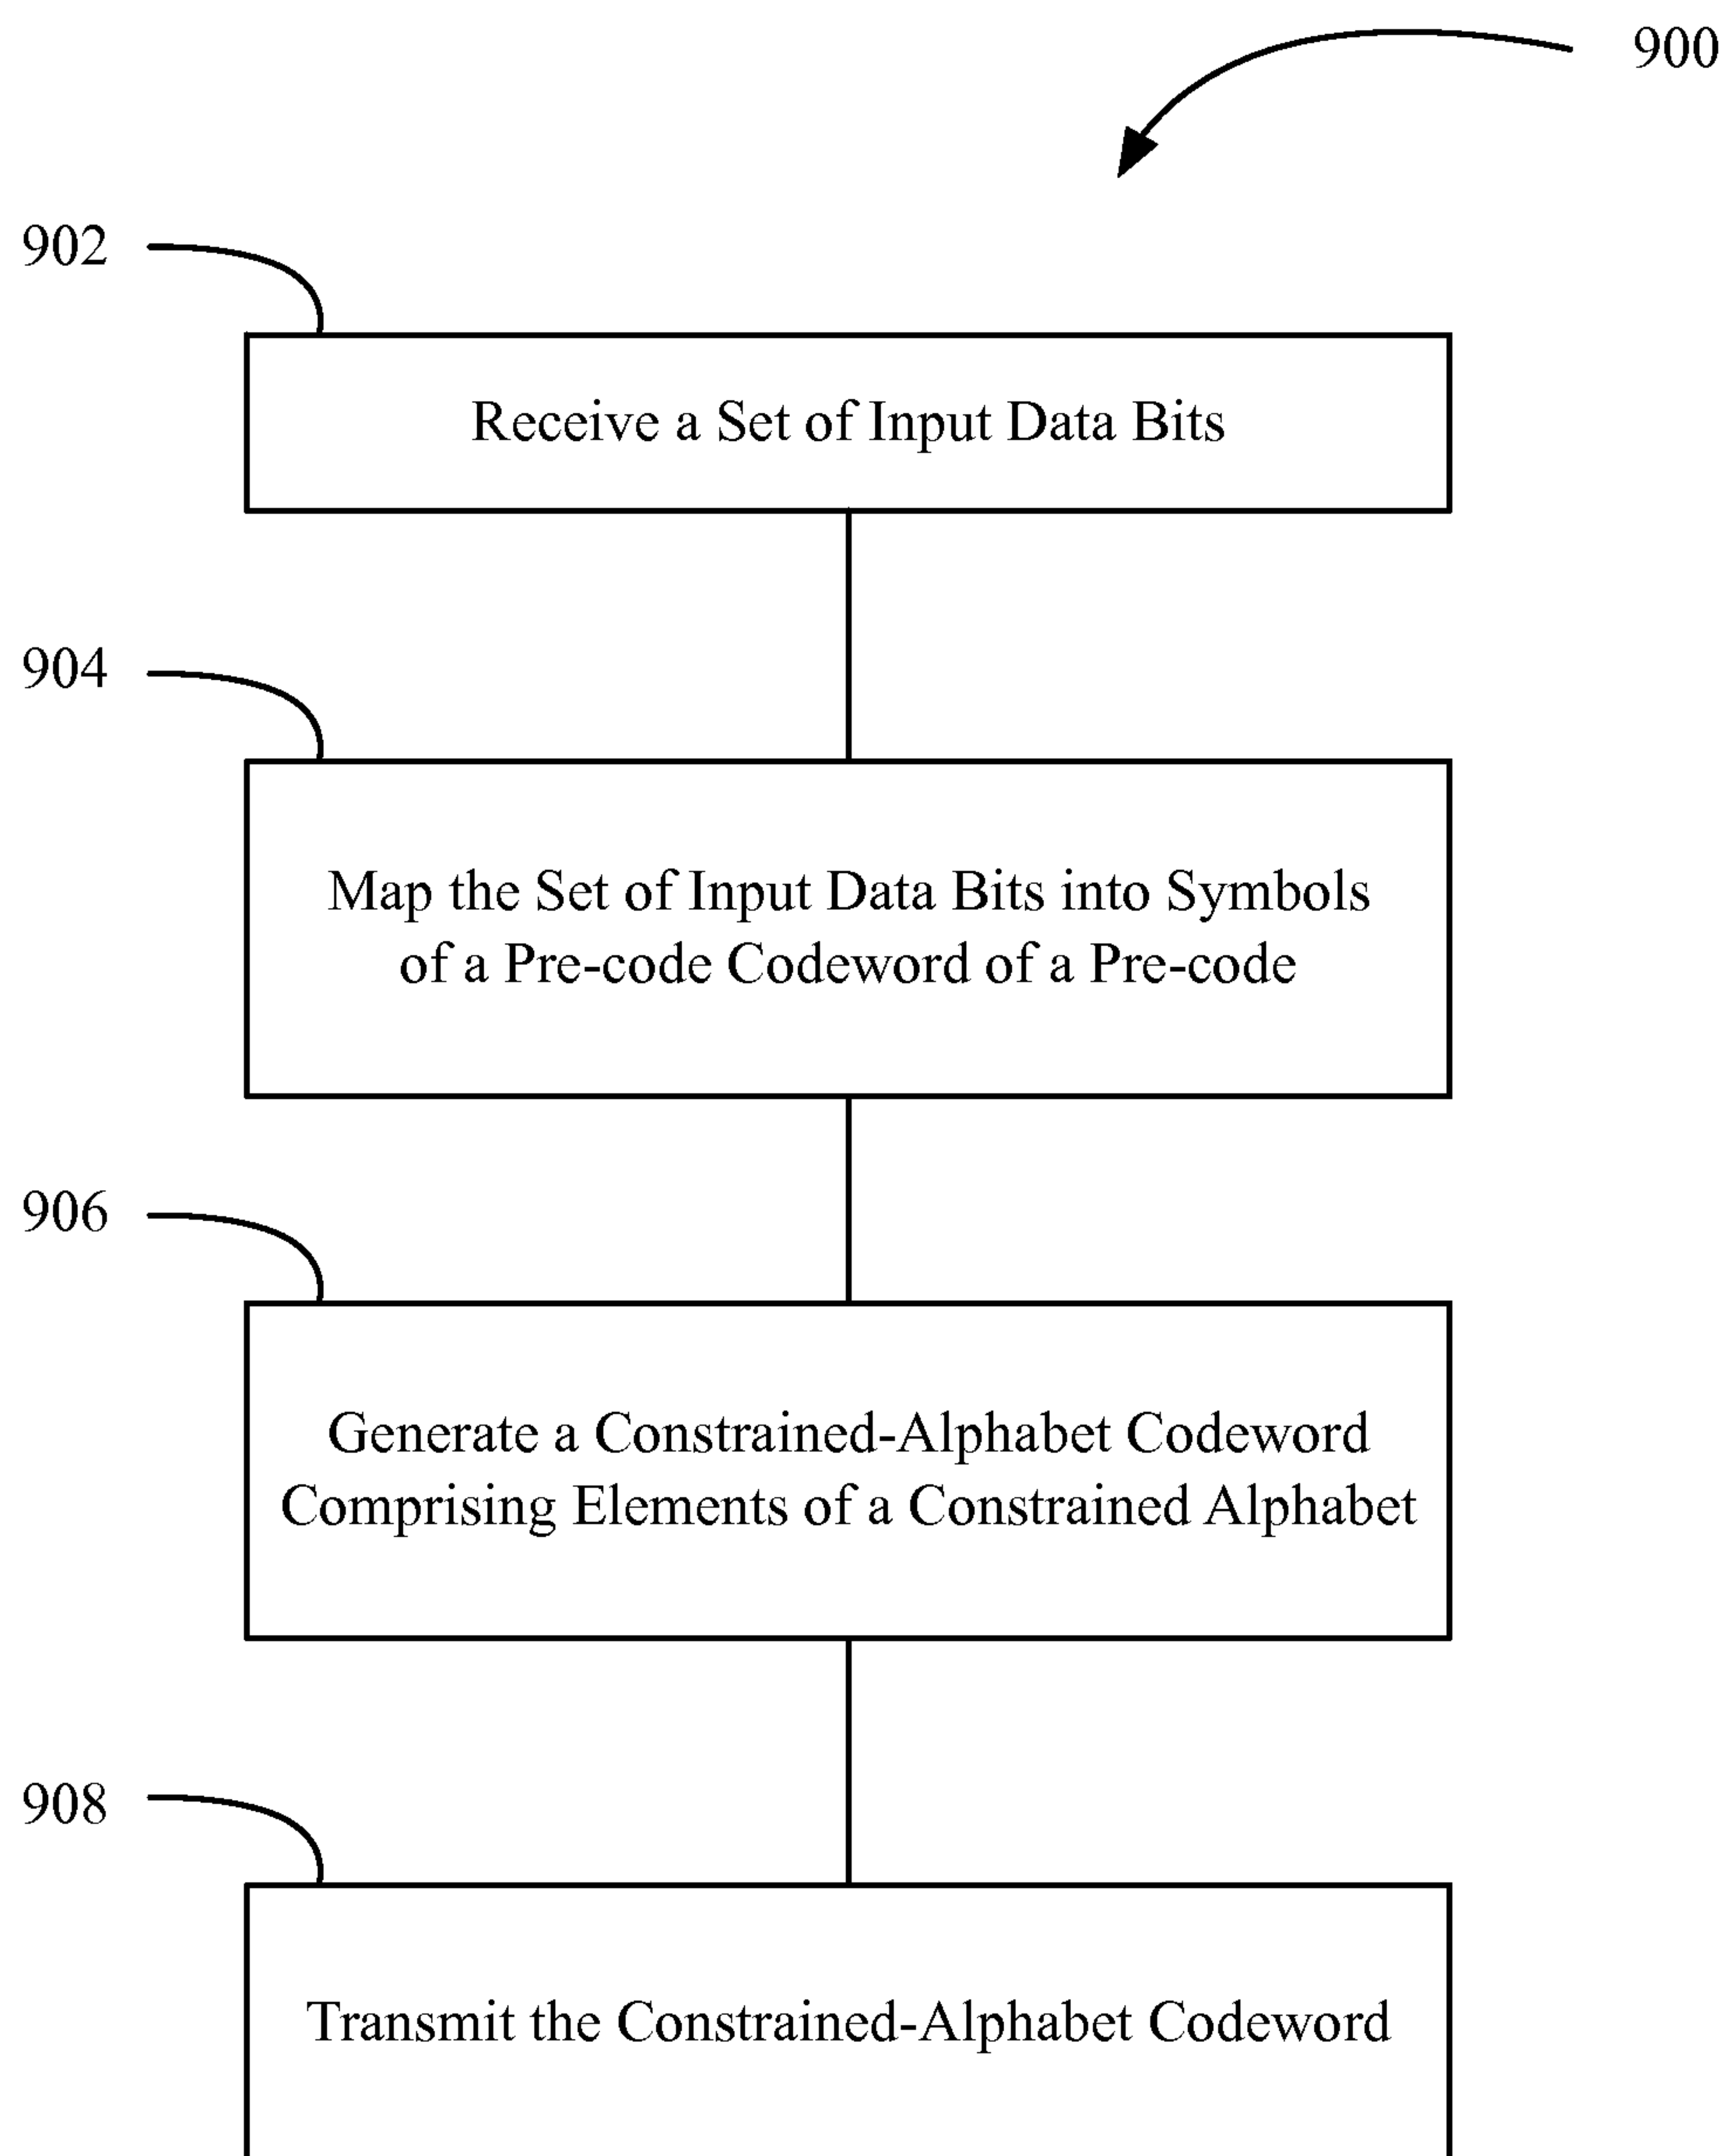 900
902
Receive a Set of Input Data Bits
904
Map the Set of Input Data Bits into Symbols
of a Pre-code Codeword of a Pre-code
906
Generate a Constrained-Alphabet Codeword
Comprising Elements of a Constrained Alphabet
908
Transmit the Constrained-Alphabet Codeword